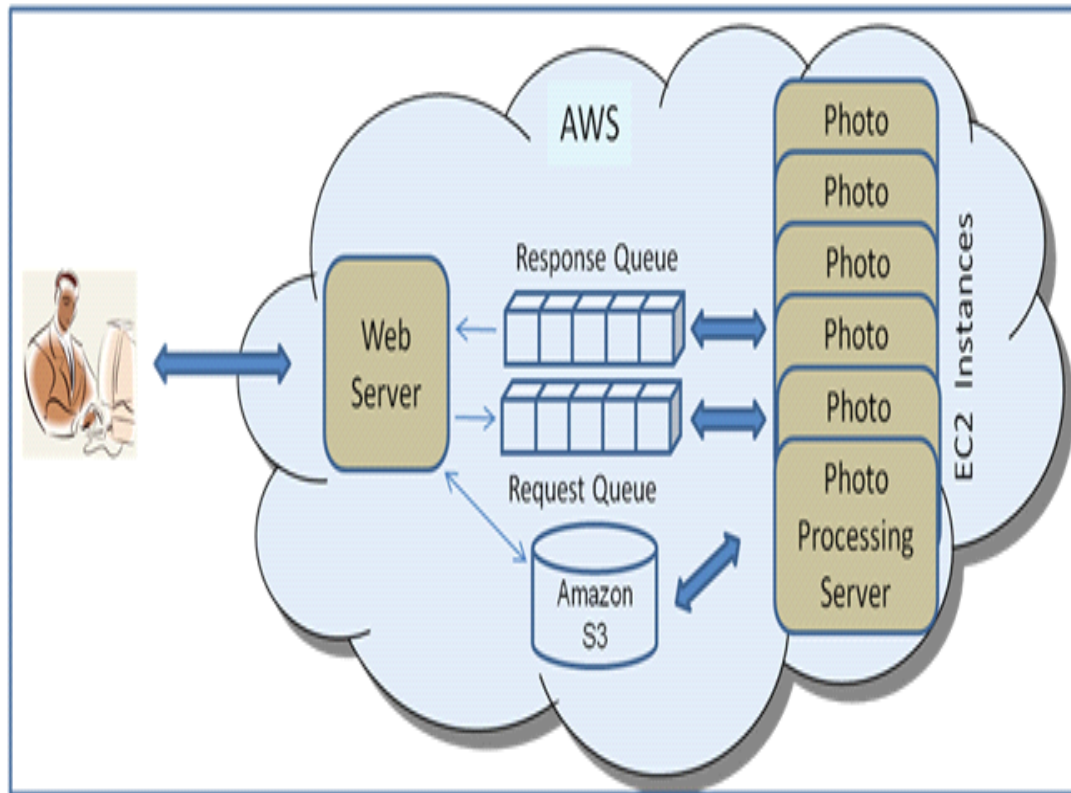 AWS
Response Queue
Web
Server
Request Queue
Amazon
S3
Photo
Photo
Photo
Photo
Photo
Photo
Processing
Server
EC2 Instances